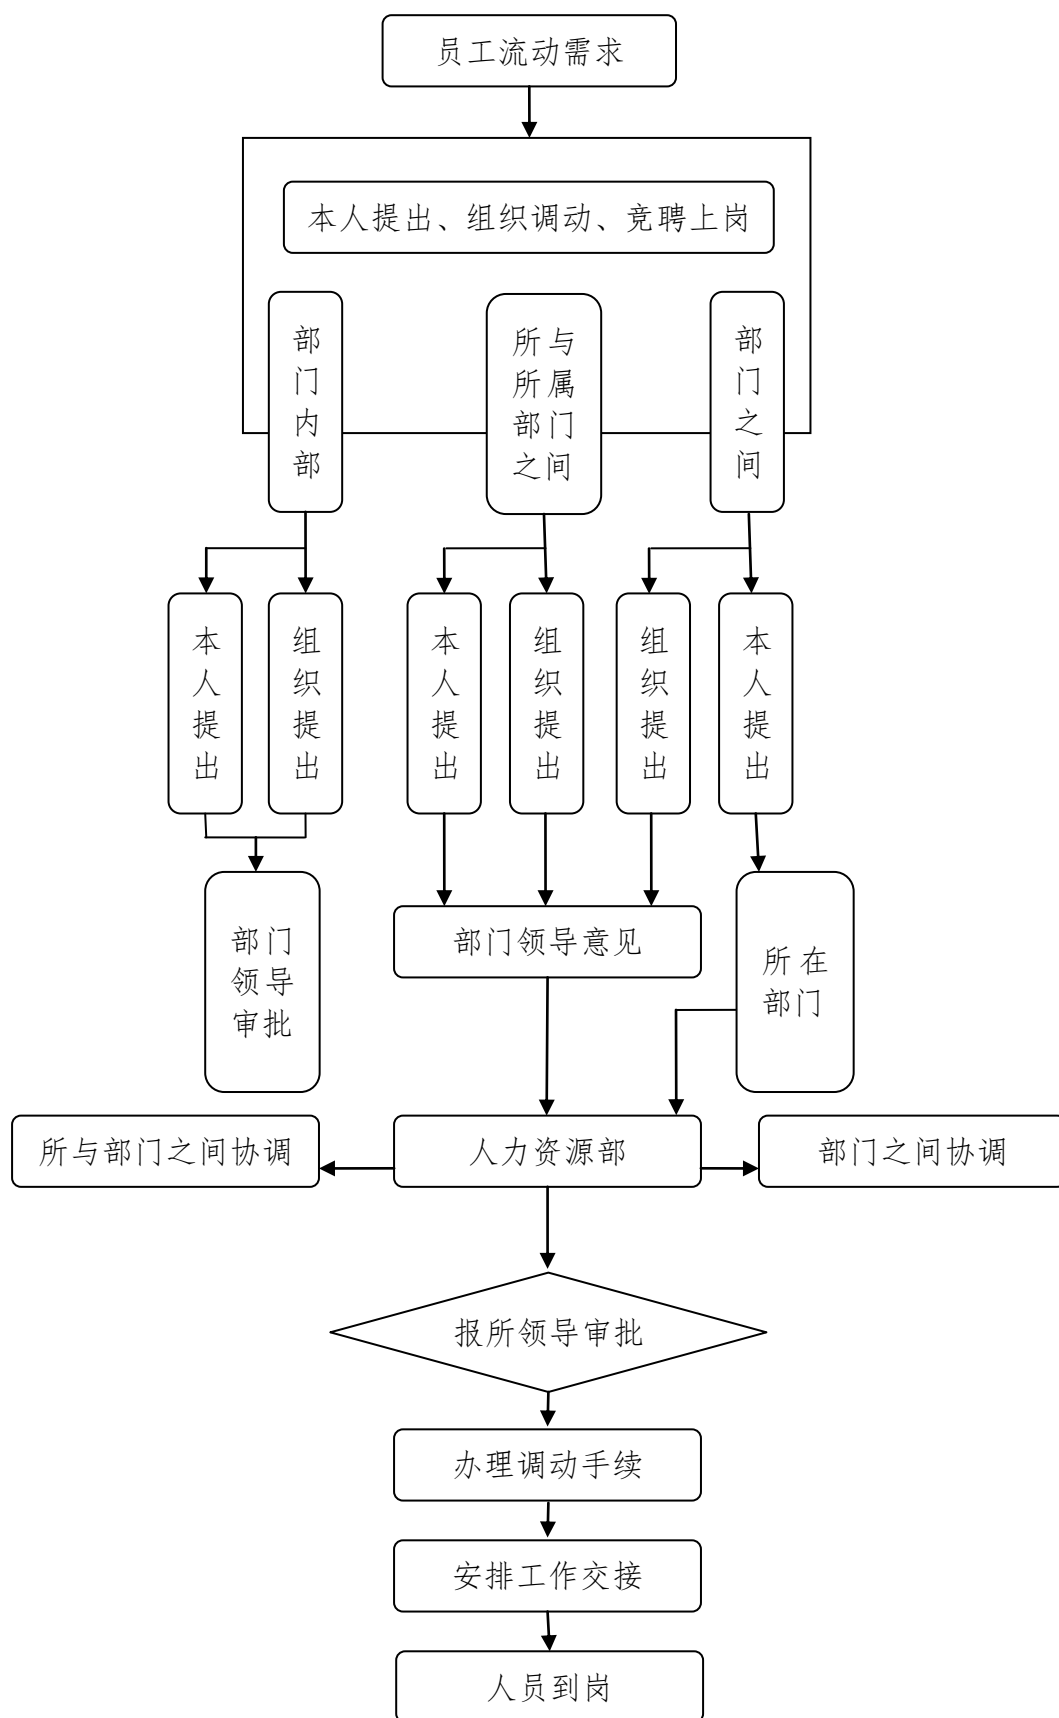 员工流动需求
本人提出、组织调动、竞聘上岗
部门内部
所与
所属
部门
之间
部门之间
本人提出
组织提出
本人提出
组织提出
组织提出
本人提出
部门
领导
审批
部门领导意见
所在
部门
所与部门之间协调
人力资源部
部门之间协调
报所领导审批
办理调动手续
安排工作交接
人员到岗